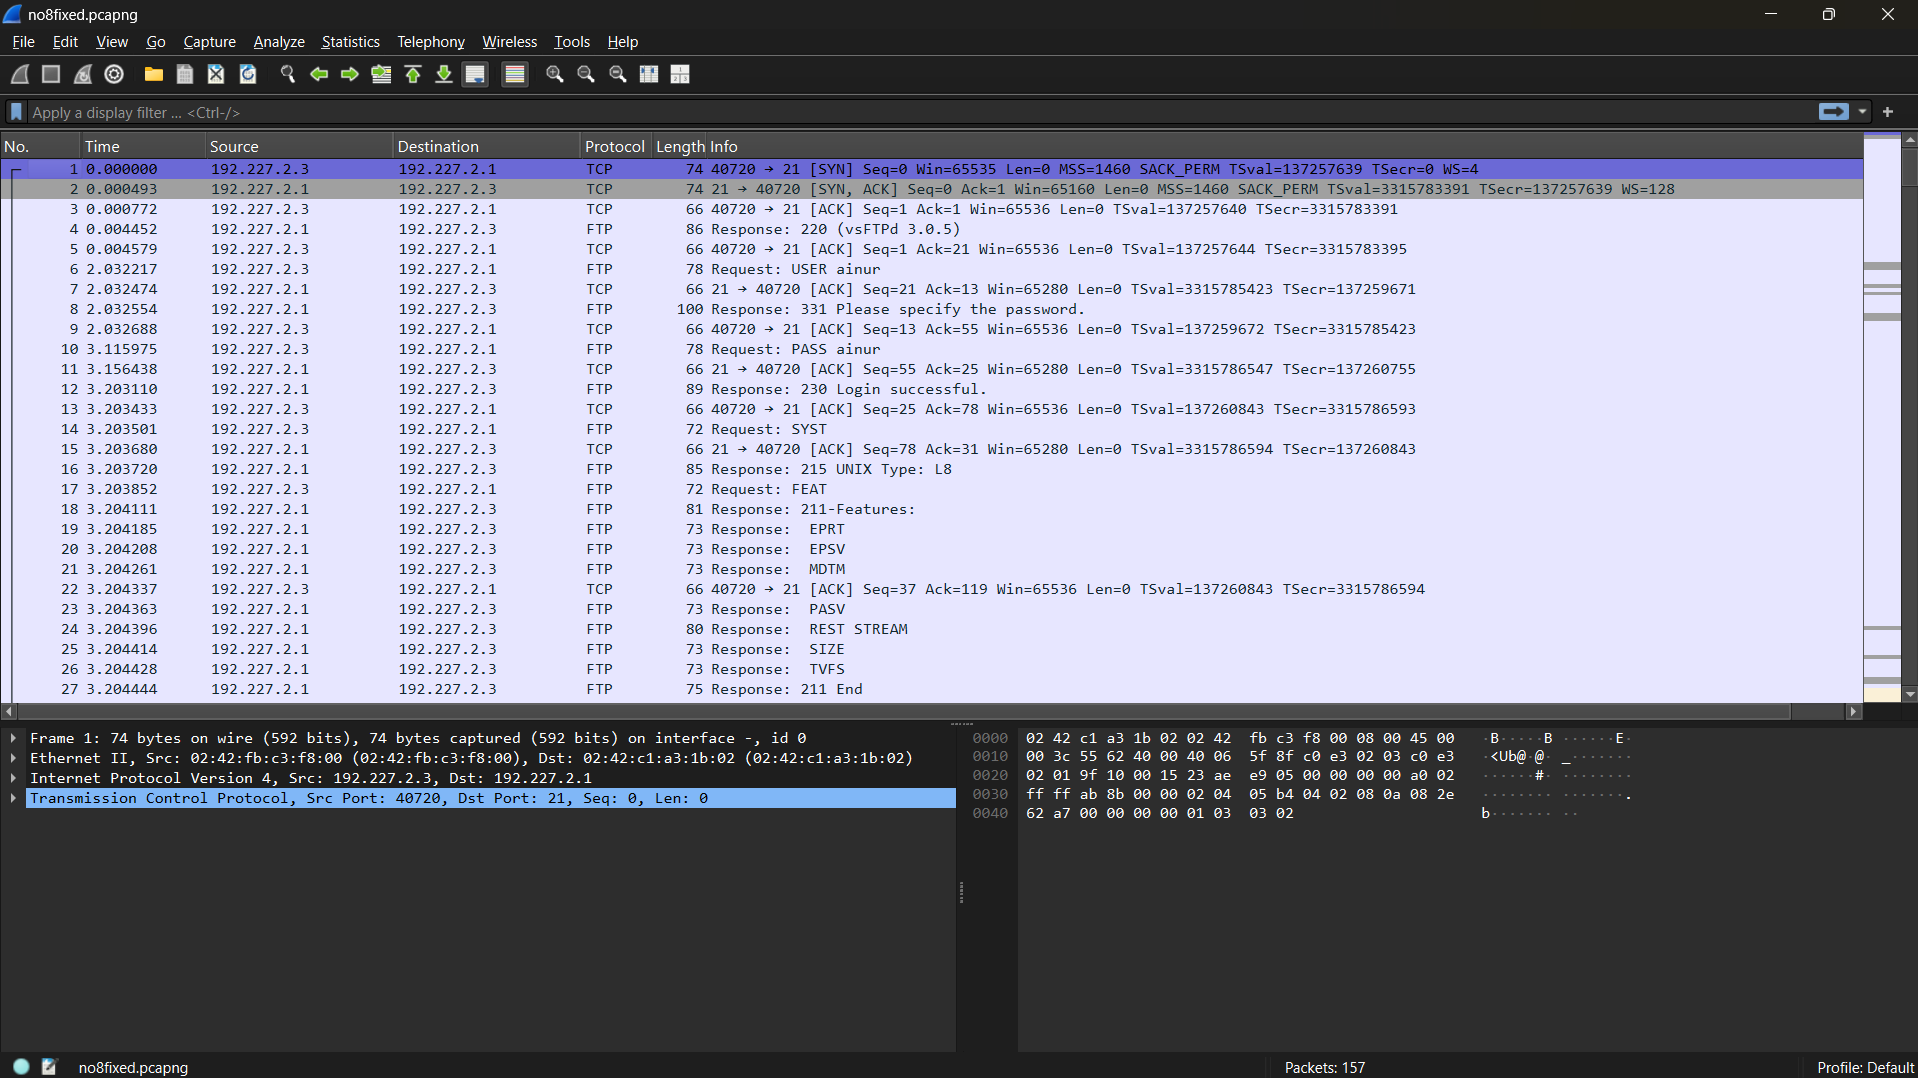 no8fixed.pcapng
File Edit View Go Capture Analyze Statistics Telephony Wireless Tools Help
Apply a display filter ... <Ctrl-/>
No. Time Source Destination Protocol Length Info
1 0.000000 192.227.2.3 192.227.2.1 TCP 74 40720 → 21 [SYN] Seq=0 Win=65535 Len=0 MSS=1460 SACK_PERM TSval=137257639 TSecr=0 WS=4
2 0.000493 192.227.2.1 192.227.2.3 TCP 74 21 → 40720 [SYN, ACK] Seq=0 Ack=1 Win=65160 Len=0 MSS=1460 SACK_PERM TSval=3315783391 TSecr=137257639 WS=128
3 0.000772 192.227.2.3 192.227.2.1 TCP 66 40720 → 21 [ACK] Seq=1 Ack=1 Win=65536 Len=0 TSval=137257640 TSecr=3315783391
4 0.004452 192.227.2.1 192.227.2.3 FTP 86 Response: 220 (vsFTPd 3.0.5)
5 0.004579 192.227.2.3 192.227.2.1 TCP 66 40720 → 21 [ACK] Seq=1 Ack=21 Win=65536 Len=0 TSval=137257644 TSecr=3315783395
6 2.032217 192.227.2.3 192.227.2.1 FTP 78 Request: USER ainur
7 2.032474 192.227.2.1 192.227.2.3 TCP 66 21 → 40720 [ACK] Seq=21 Ack=13 Win=65280 Len=0 TSval=3315785423 TSecr=137259671
8 2.032554 192.227.2.1 192.227.2.3 FTP 100 Response: 331 Please specify the password.
9 2.032688 192.227.2.3 192.227.2.1 TCP 66 40720 → 21 [ACK] Seq=13 Ack=55 Win=65536 Len=0 TSval=137259672 TSecr=3315785423
10 3.115975 192.227.2.3 192.227.2.1 FTP 78 Request: PASS ainur
11 3.156438 192.227.2.1 192.227.2.3 TCP 66 21 → 40720 [ACK] Seq=55 Ack=25 Win=65280 Len=0 TSval=3315786547 TSecr=137260755
12 3.203110 192.227.2.1 192.227.2.3 FTP 89 Response: 230 Login successful.
13 3.203433 192.227.2.3 192.227.2.1 TCP 66 40720 → 21 [ACK] Seq=25 Ack=78 Win=65536 Len=0 TSval=137260843 TSecr=3315786593
14 3.203501 192.227.2.3 192.227.2.1 FTP 72 Request: SYST
15 3.203680 192.227.2.1 192.227.2.3 TCP 66 21 → 40720 [ACK] Seq=78 Ack=31 Win=65280 Len=0 TSval=3315786594 TSecr=137260843
16 3.203720 192.227.2.1 192.227.2.3 FTP 85 Response: 215 UNIX Type: L8
17 3.203852 192.227.2.3 192.227.2.1 FTP 72 Request: FEAT
18 3.204111 192.227.2.1 192.227.2.3 FTP 81 Response: 211-Features:
19 3.204185 192.227.2.1 192.227.2.3 FTP 73 Response: EPRT
20 3.204208 192.227.2.1 192.227.2.3 FTP 73 Response: EPSV
21 3.204261 192.227.2.1 192.227.2.3 FTP 73 Response: MDTM
22 3.204337 192.227.2.3 192.227.2.1 TCP 66 40720 → 21 [ACK] Seq=37 Ack=119 Win=65536 Len=0 TSval=137260843 TSecr=3315786594
23 3.204363 192.227.2.1 192.227.2.3 FTP 73 Response: PASV
24 3.204396 192.227.2.1 192.227.2.3 FTP 80 Response: REST STREAM
25 3.204414 192.227.2.1 192.227.2.3 FTP 73 Response: SIZE
26 3.204428 192.227.2.1 192.227.2.3 FTP 73 Response: TVFS
27 3.204444 192.227.2.1 192.227.2.3 FTP 75 Response: 211 End
Frame 1: 74 bytes on wire (592 bits), 74 bytes captured (592 bits) on interface -, id 0
Ethernet II, Src: 02:42:fb:c3:f8:00 (02:42:fb:c3:f8:00), Dst: 02:42:c1:a3:1b:02 (02:42:c1:a3:1b:02)
Internet Protocol Version 4, Src: 192.227.2.3, Dst: 192.227.2.1
Transmission Control Protocol, Src Port: 40720, Dst Port: 21, Seq: 0, Len: 0
0000 02 42 c1 a3 1b 02 02 42 fb c3 f8 00 08 00 45 00 ·B·····B ······E·
0010 00 3c 55 62 40 00 40 06 5f 8f c0 e3 02 03 c0 e3 ·<Ub@·@· _·······
0020 02 01 9f 10 00 15 23 ae e9 05 00 00 00 00 a0 02 ······#· ········
0030 ff ff ab 8b 00 00 02 04 05 b4 04 02 08 0a 08 2e ········ ·······.
0040 62 a7 00 00 00 00 01 03 03 02 b······· ··
no8fixed.pcapng Packets: 157 Profile: Default